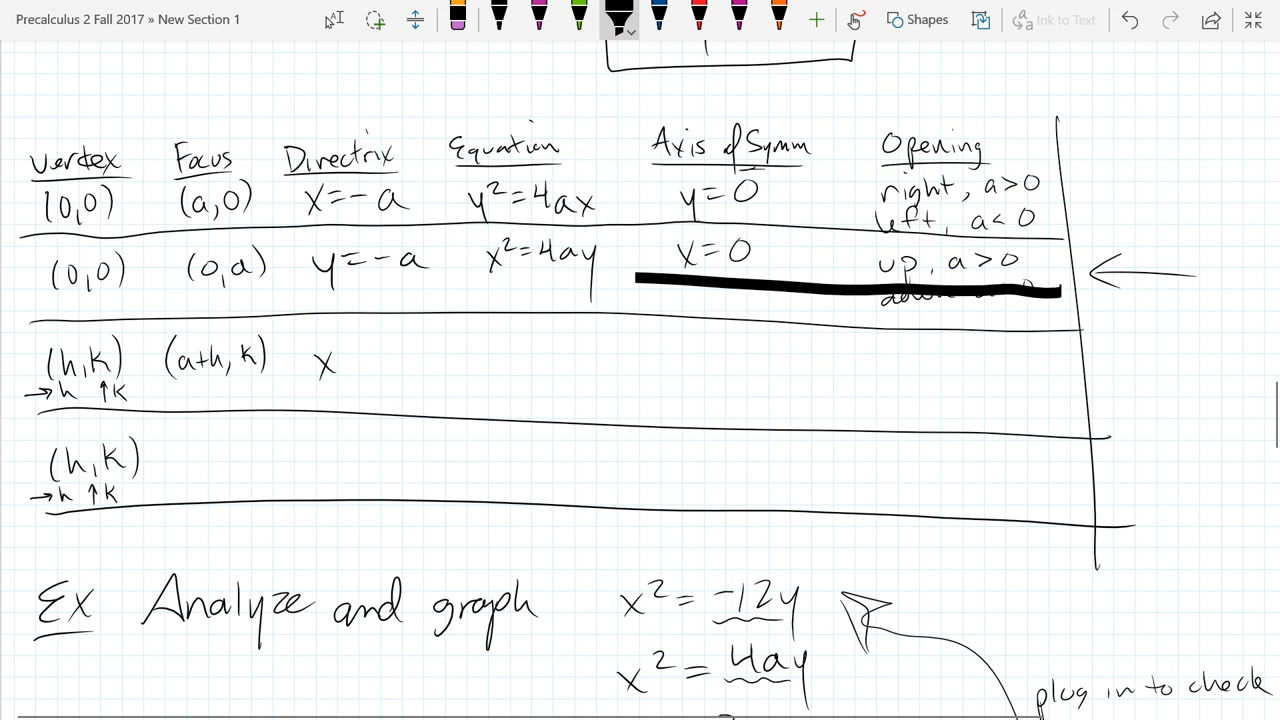 Precalculus 2 Fall 2017 » New Section 1
Shapes
Ink to Text
Vertex Focus Directrix Equation Axis of Symm Opening
(0,0) (a,0) x=-a y²=4ax y=0 right, a>0
left, a<0
(0,0) (0,a) y=-a x²=4ay x=0 up, a>0
(h,k) (a+h,k) x
→h ↑k
(h,k)
→h ↑k
Ex Analyze and graph x² = -12y
x² = 4ay
plug in to check